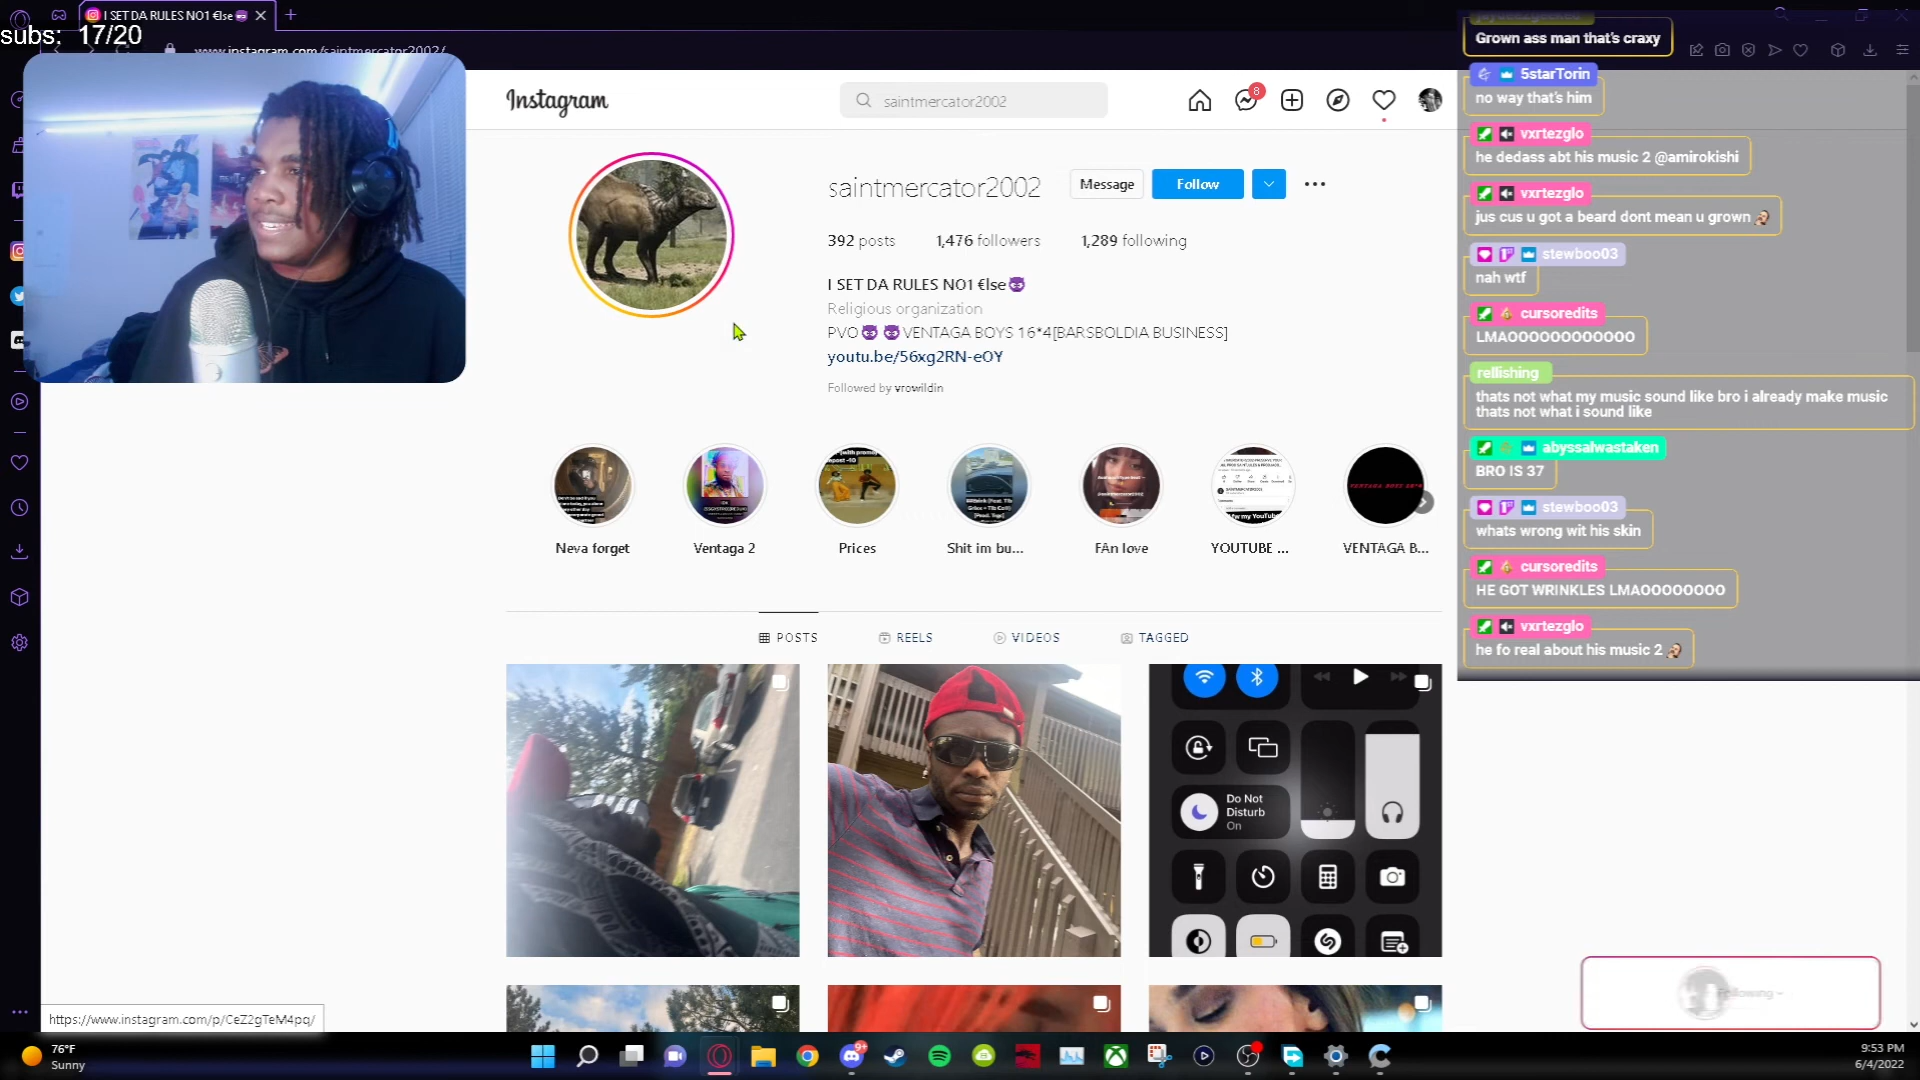 I SET DA RULES NO1 €lse😈
subs: 17/20
www.instagram.com/saintmercator2002/
Instagram
saintmercator2002
8
saintmercator2002
Message
Follow
392 posts
1,476 followers
1,289 following
I SET DA RULES NO1 €lse😈
Religious organization
PVO😈 😈VENTAGA BOYS 16*4[BARSBOLDIA BUSINESS]
youtu.be/56xg2RN-eOY
Followed by vrowildin
Neva forget
Ventaga 2
Prices
Shit im bu...
FAn love
YOUTUBE ...
VENTAGA B...
POSTS
REELS
VIDEOS
TAGGED
Do Not
Disturb
On
Grown ass man that's craxy
5starTorin
no way that's him
vxrtezglo
he dedass abt his music 2 @amirokishi
vxrtezglo
jus cus u got a beard dont mean u grown
stewboo03
nah wtf
cursoredits
LMAOOOOOOOOOOOO
rellishing
thats not what my music sound like bro i already make music
thats not what i sound like
abyssalwastaken
BRO IS 37
stewboo03
whats wrong wit his skin
cursoredits
HE GOT WRINKLES LMAOOOOOOOO
vxrtezglo
he fo real about his music 2
Following
https://www.instagram.com/p/CeZ2gTeM4pq/
76°F
Sunny
9+
9:53 PM
6/4/2022